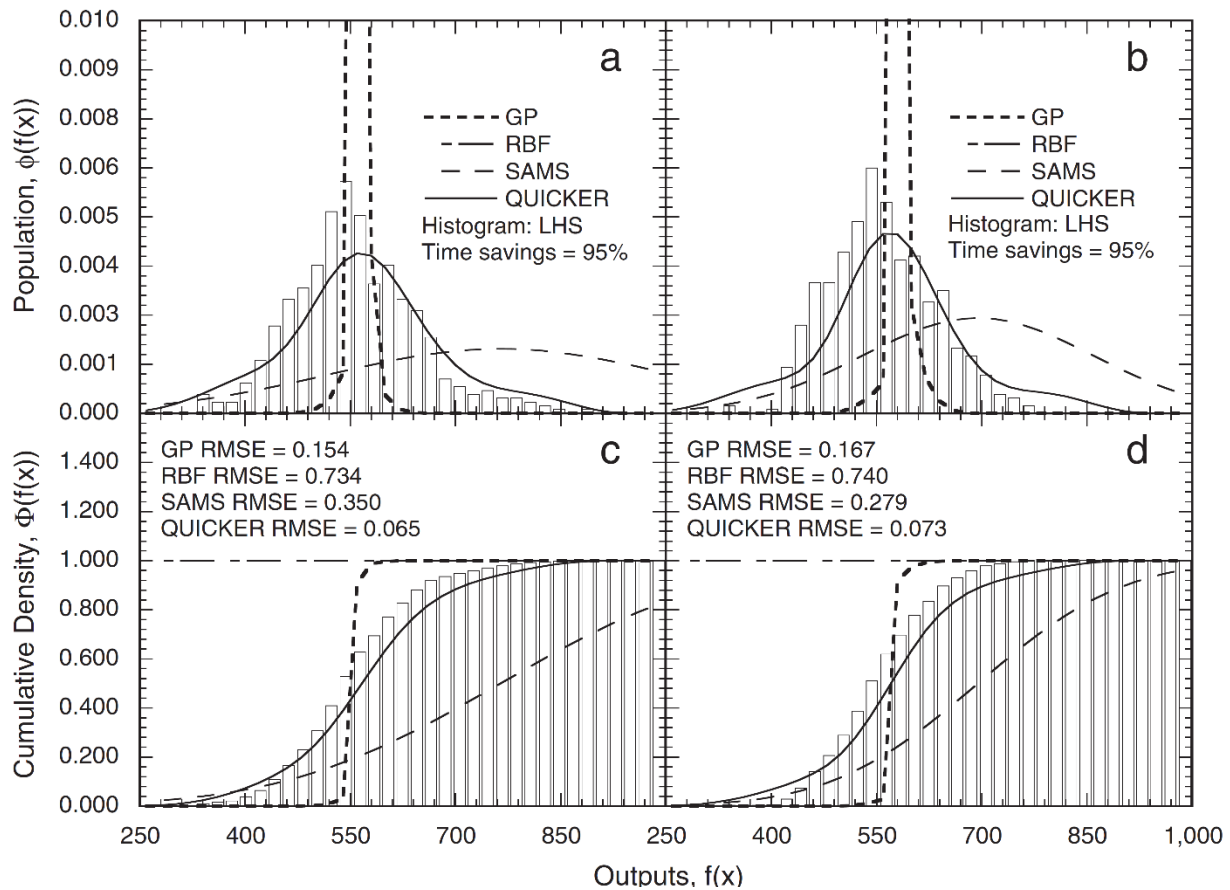 0.010
0.009
0.008
0.006
0.005
0.004
0.003
0.001
0.000
Population, ϕ(f(x))
a
GP
RBF
SAMS
QUICKER
Histogram: LHS
Time savings = 95%
b
GP
RBF
SAMS
QUICKER
Histogram: LHS
Time savings = 95%
1.400
1.200
1.000
0.800
0.600
0.400
0.200
0.000
Cumulative Density, Φ(f(x))
GP RMSE = 0.154
RBF RMSE = 0.734
SAMS RMSE = 0.350
QUICKER RMSE = 0.065
c
GP RMSE = 0.167
RBF RMSE = 0.740
SAMS RMSE = 0.279
QUICKER RMSE = 0.073
d
250 400 550 700 850 250 400 550 700 850 1,000
Outputs, f(x)